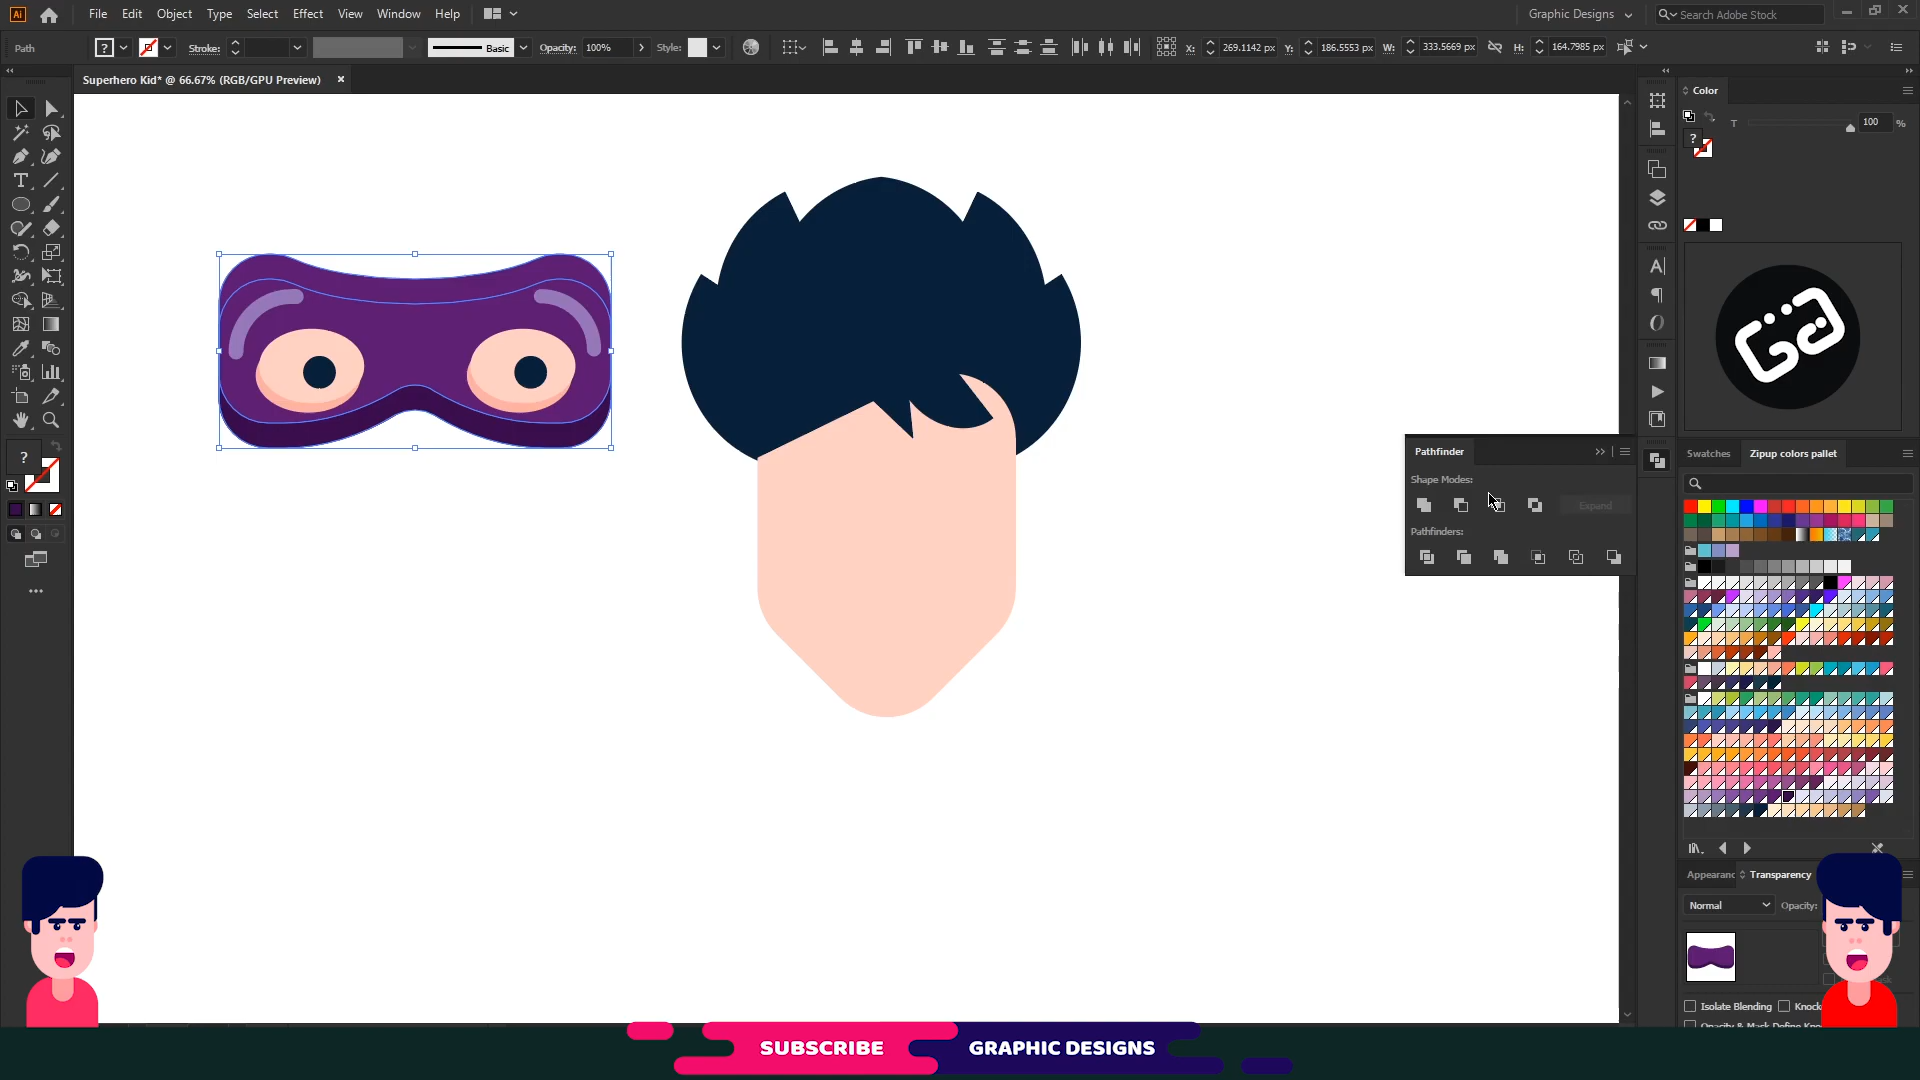 Ai File Edit Object Type Select Effect View Window Help
Graphic Designs
Search Adobe Stock
Path
?
Stroke:
Basic
Opacity: 100%
Style:
X: 269.1142 px
Y: 186.5553 px
W: 333.5669 px
H: 164.7985 px
Superhero Kid* @ 66.67% (RGB/GPU Preview)
Color
?
T
100 %
?
Pathfinder
Shape Modes:
Expand
Pathfinders:
Swatches
Zipup colors pallet
Appearanc
Transparency
Normal
Opacity:
Isolate Blending
Knock
SUBSCRIBE
GRAPHIC DESIGNS